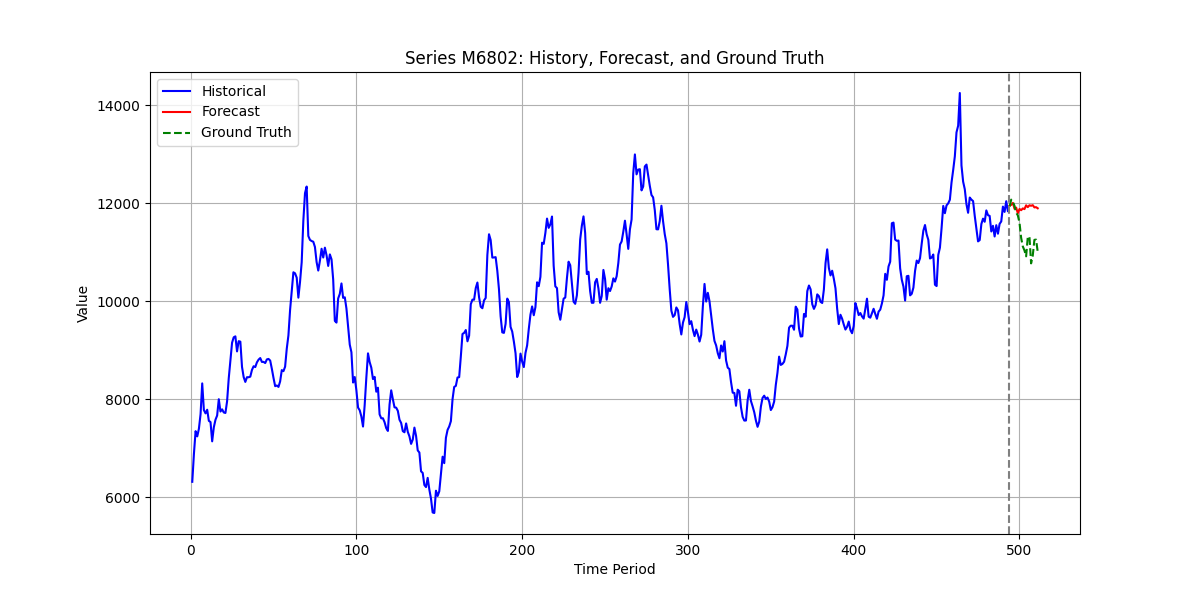 Series M6802: History, Forecast, and Ground Truth
Historical
Forecast
Ground Truth
14000
12000
10000
8000
6000
Value
0
100
200
300
400
500
Time Period